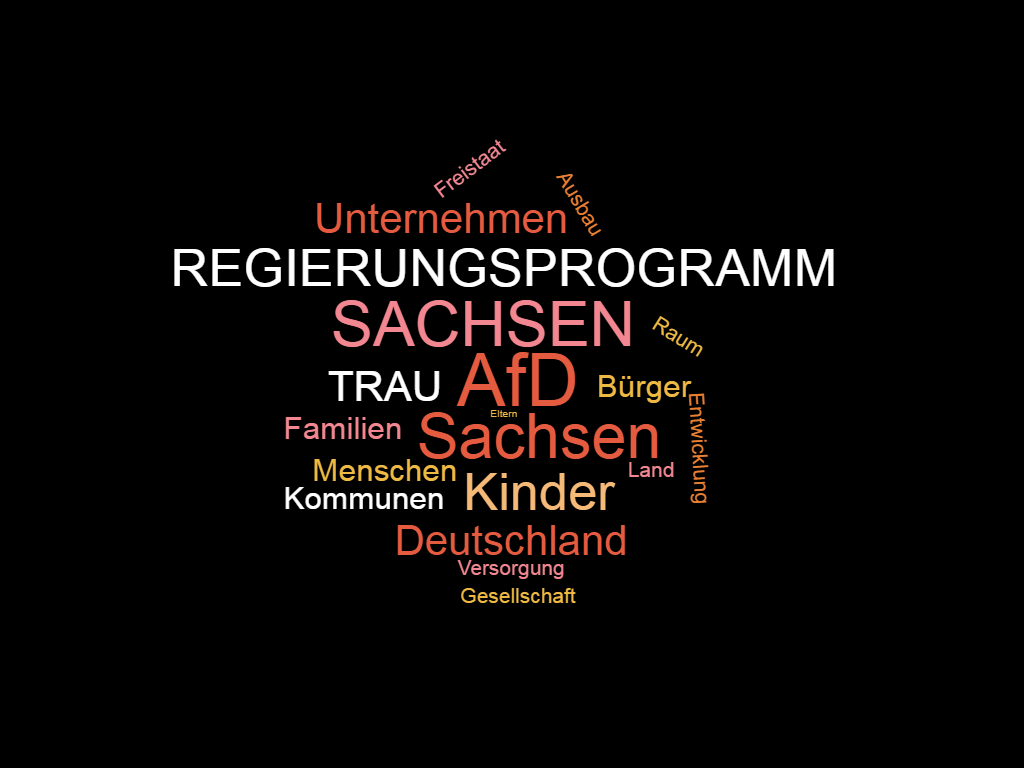 Freistaat
Ausbau
Unternehmen
REGIERUNGSPROGRAMM
SACHSEN
Raum
TRAU AfD Bürger
Eltern
Entwicklung
Familien Sachsen
Menschen Land
Kommunen Kinder
Deutschland
Versorgung
Gesellschaft